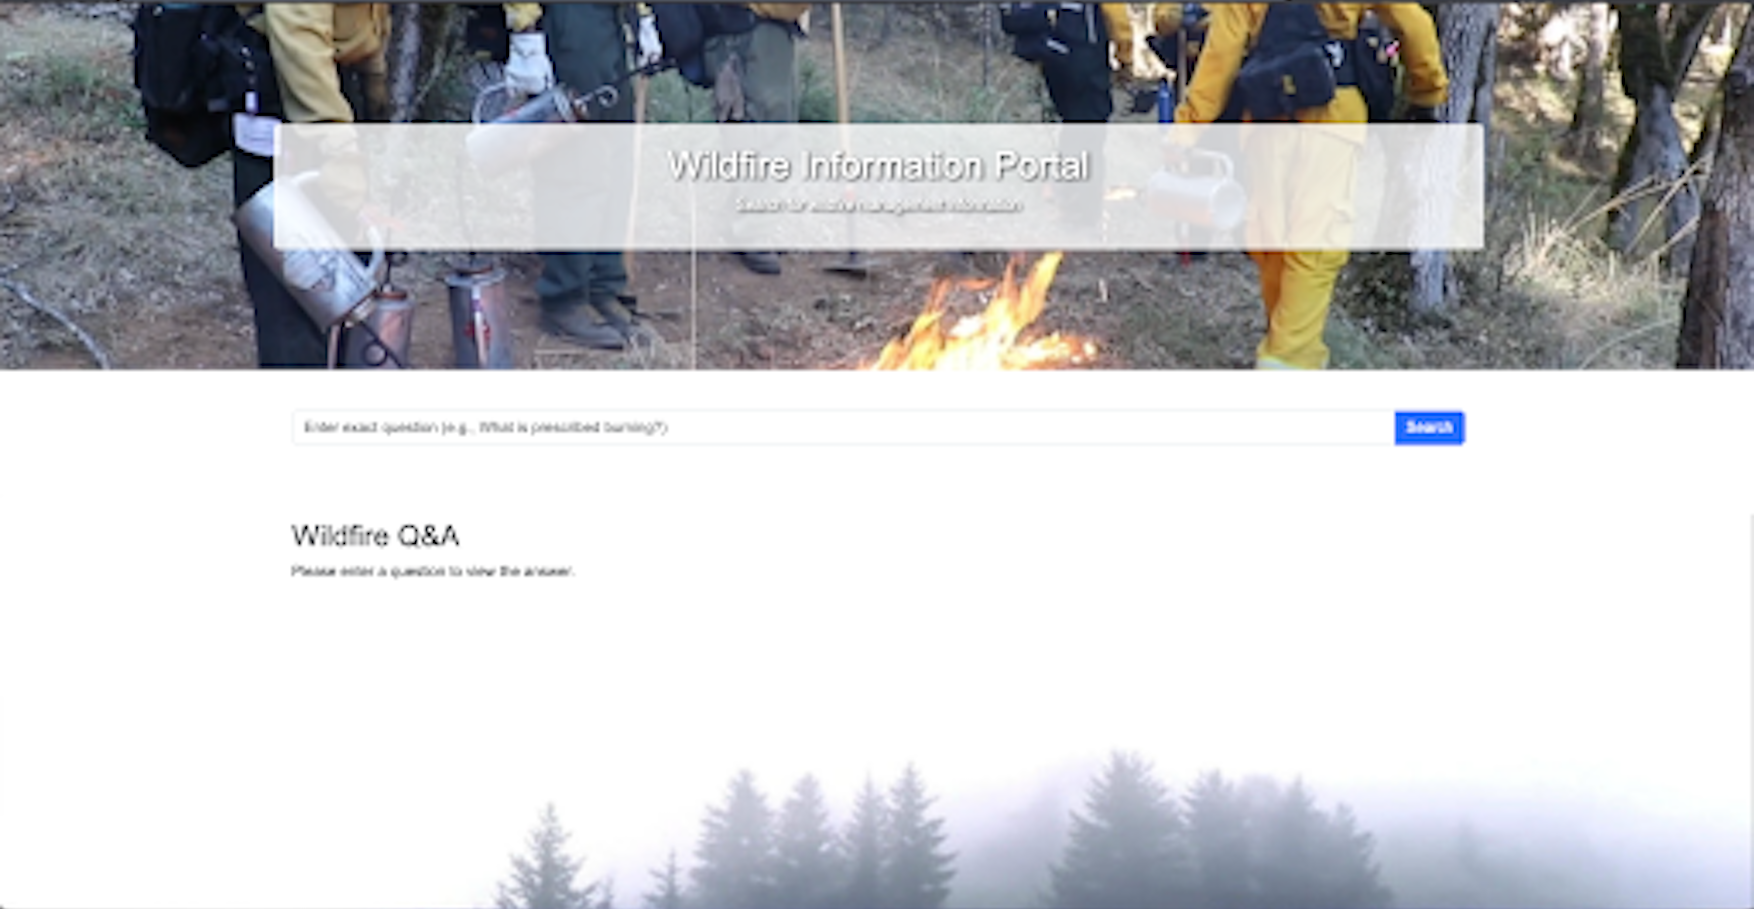 Wildfire Information Portal
Search for wildfire management information
Enter exact question (e.g., What is prescribed burning?)
Search
Wildfire Q&A
Please enter a question to view the answer.